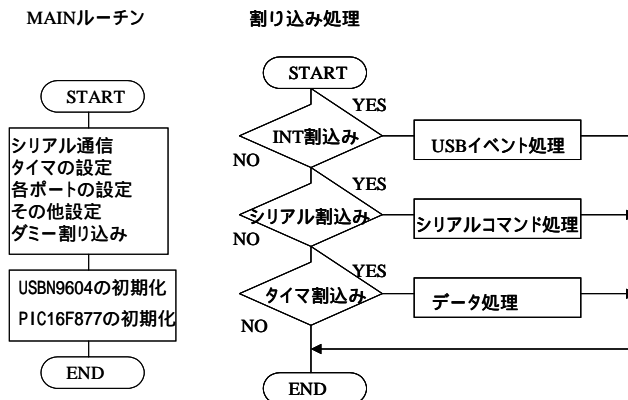 MAINルーチン
START
シリアル通信
タイマの設定
各ポートの設定
その他設定
ダミー割り込み
USBN9604の初期化
PIC16F877の初期化
END
割り込み処理
START
YES
INT割込み
NO
USBイベント処理
YES
シリアル割込み
NO
シリアルコマンド処理
YES
タイマ割込み
NO
データ処理
END